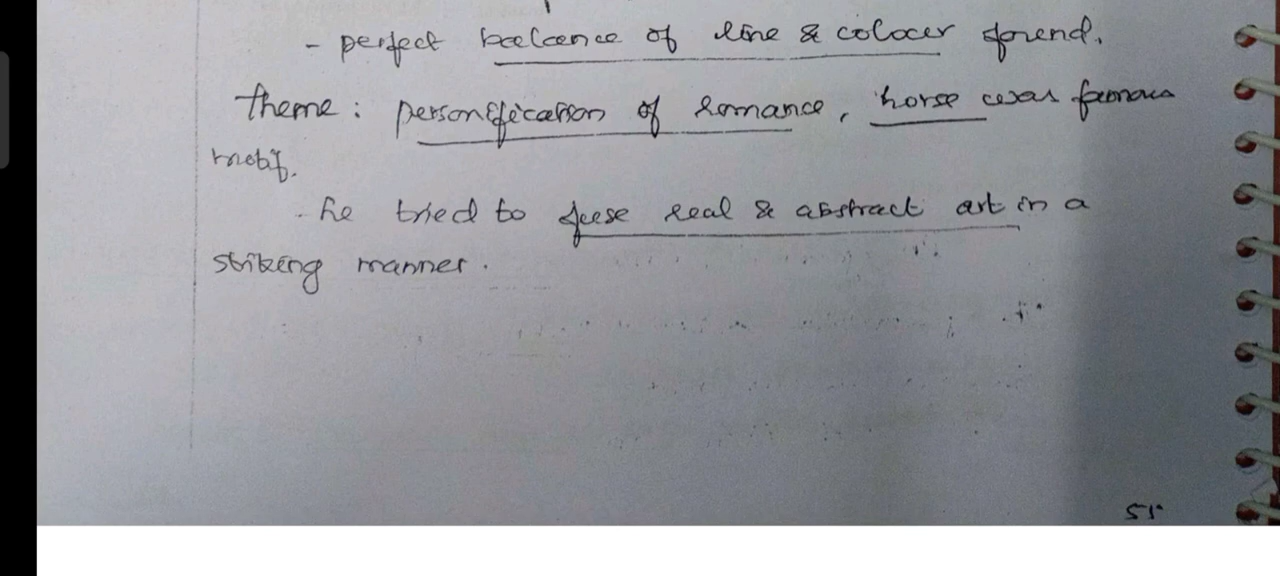 - perfect balance of line & colour found.
theme: personification of romance, horse was famous
motif.
- he tried to fuse real & abstract art in a
striking manner.